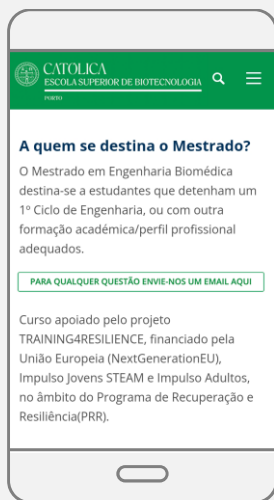 CATOLICA
ESCOLA SUPERIOR DE BIOTECNOLOGIA
PORTO
A quem se destina o Mestrado?
O Mestrado em Engenharia Biomédica
destina-se a estudantes que detenham um
1º Ciclo de Engenharia, ou com outra
formação académica/perfil profissional
adequados.
PARA QUALQUER QUESTÃO ENVIE-NOS UM EMAIL AQUI
Curso apoiado pelo projeto
TRAINING4RESILIENCE, financiado pela
União Europeia (NextGenerationEU),
Impulso Jovens STEAM e Impulso Adultos,
no âmbito do Programa de Recuperação e
Resiliência(PRR).